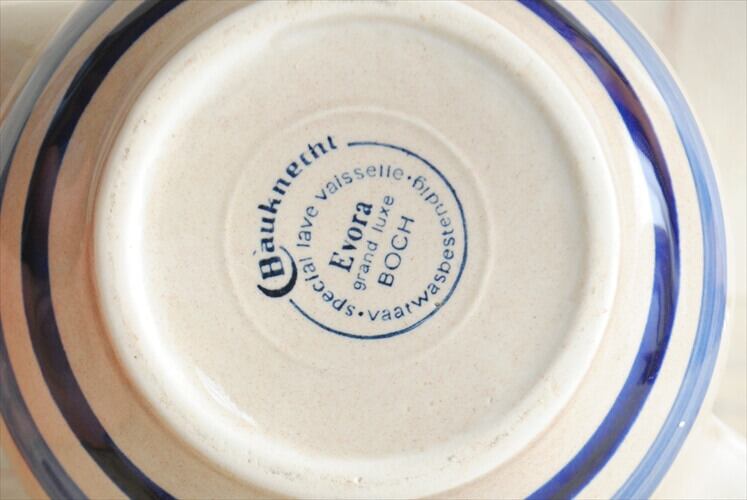 Bauknecht
special lave vaisselle • vaatwasbestendig •
Evora
grand luxe
BOCH